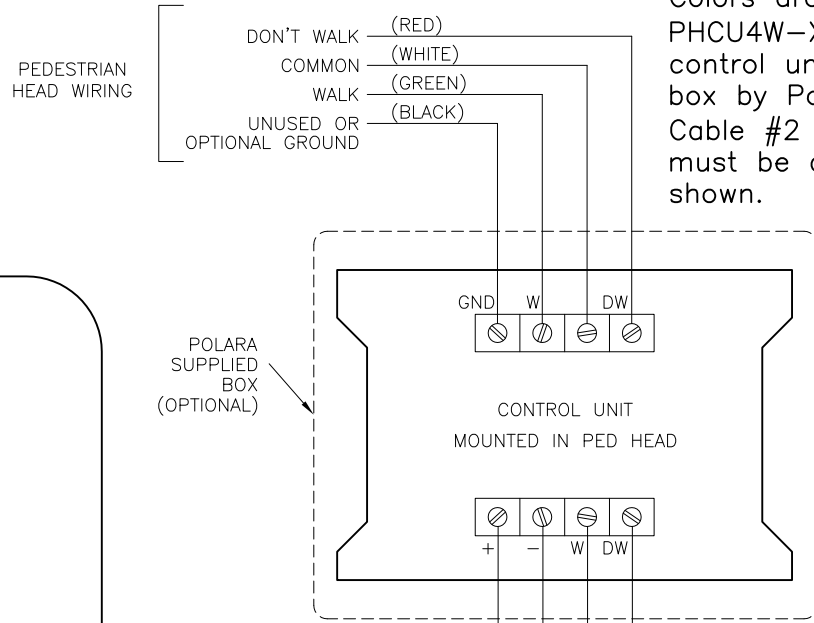 PEDESTRIAN
HEAD WIRING
DON'T WALK
(RED)
COMMON
(WHITE)
WALK
(GREEN)
UNUSED OR
OPTIONAL GROUND
(BLACK)
PHCU4W-X
control un
box by Po
Cable #2
must be
shown.
GND W DW
POLARA
SUPPLIED
BOX
(OPTIONAL)
CONTROL UNIT
MOUNTED IN PED HEAD
+ - W DW